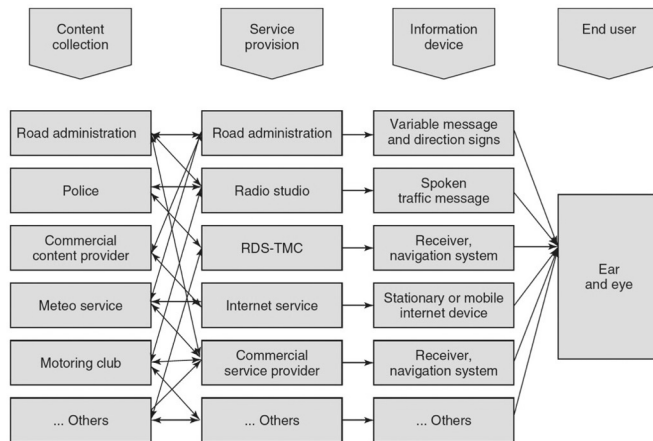 Content
collection
Service
provision
Information
device
End user
Road administration
Road administration
Variable message
and direction signs
Police
Radio studio
Spoken
traffic message
Commercial
content provider
RDS-TMC
Receiver,
navigation system
Ear
and eye
Meteo service
Internet service
Stationary or mobile
internet device
Motoring club
Commercial
service provider
Receiver,
navigation system
... Others
... Others
... Others